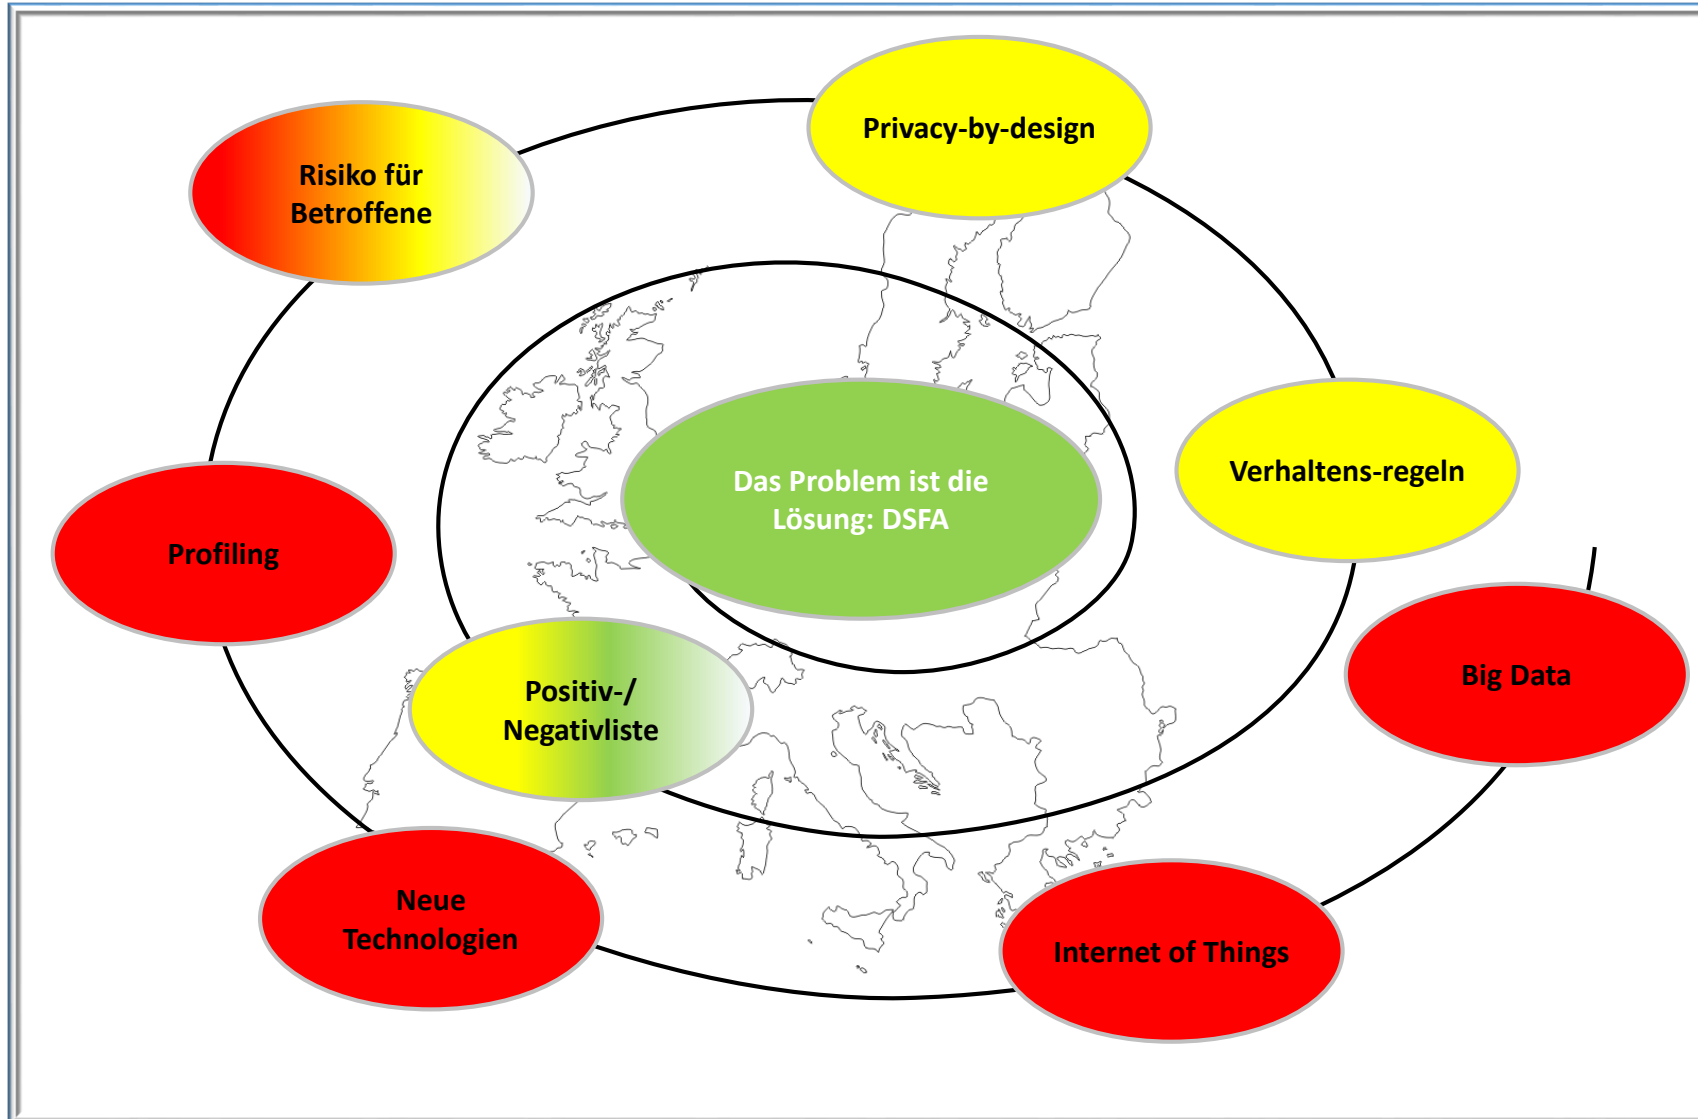 Privacy-by-design
Risiko für
Betroffene
Verhaltens-regeln
Das Problem ist die
Lösung: DSFA
Profiling
Big Data
Positiv-/
Negativliste
Neue
Technologien
Internet of Things